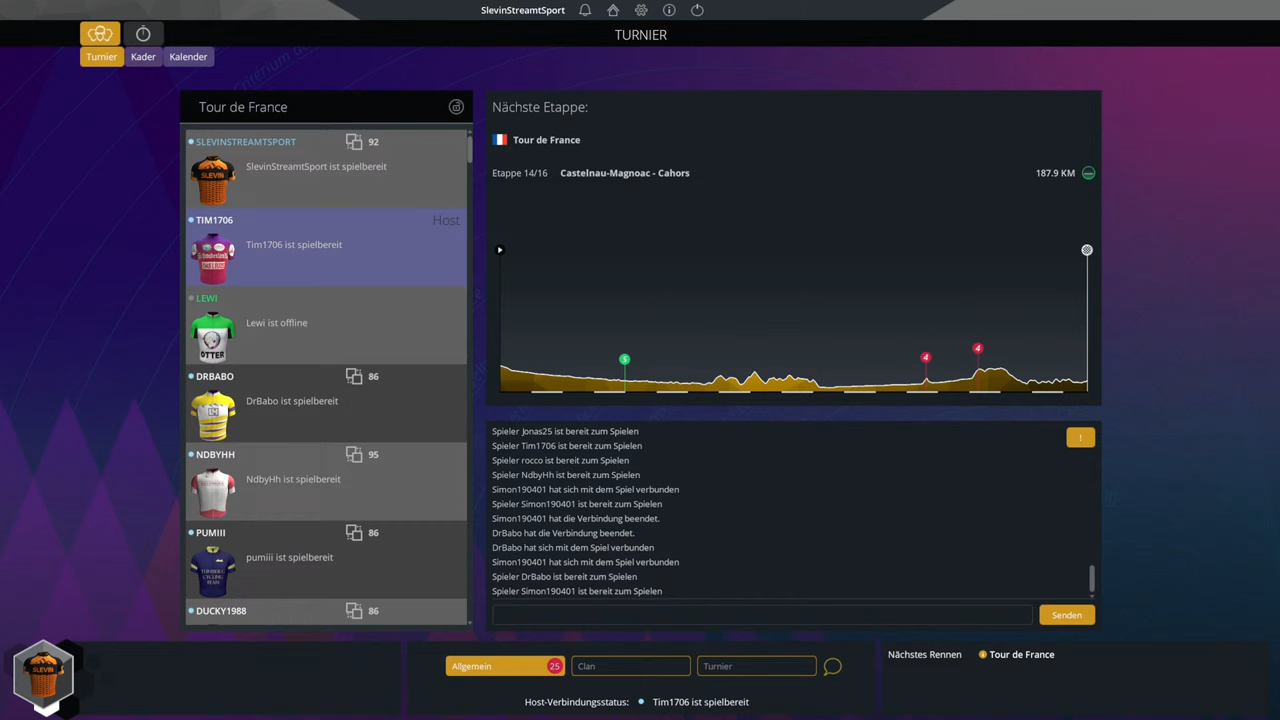 SlevinStreamtSport
TURNIER
Turnier
Kader
Kalender
Tour de France
SLEVINSTREAMTSPORT 92
SLEVIN
SlevinStreamtSport ist spielbereit
TIM1706 Host
Tim1706 ist spielbereit
LEWI
Lewi ist offline
OTTER
DRBABO 86
DrBabo ist spielbereit
NDBYHH 95
NdbyHh ist spielbereit
PUMIII 86
pumiii ist spielbereit
CYCLING
TEAM
DUCKY1988 86
Nächste Etappe:
Tour de France
Etappe 14/16 Castelnau-Magnoac - Cahors 187.9 KM
S
4
4
Spieler Jonas25 ist bereit zum Spielen
!
Spieler Tim1706 ist bereit zum Spielen
Spieler rocco ist bereit zum Spielen
Spieler NdbyHh ist bereit zum Spielen
Simon190401 hat sich mit dem Spiel verbunden
Spieler Simon190401 ist bereit zum Spielen
Simon190401 hat die Verbindung beendet.
DrBabo hat die Verbindung beendet.
DrBabo hat sich mit dem Spiel verbunden
Simon190401 hat sich mit dem Spiel verbunden
Spieler DrBabo ist bereit zum Spielen
Spieler Simon190401 ist bereit zum Spielen
Senden
SLEVIN
Allgemein 25
Clan
Turnier
Host-Verbindungsstatus: Tim1706 ist spielbereit
Nächstes Rennen Tour de France